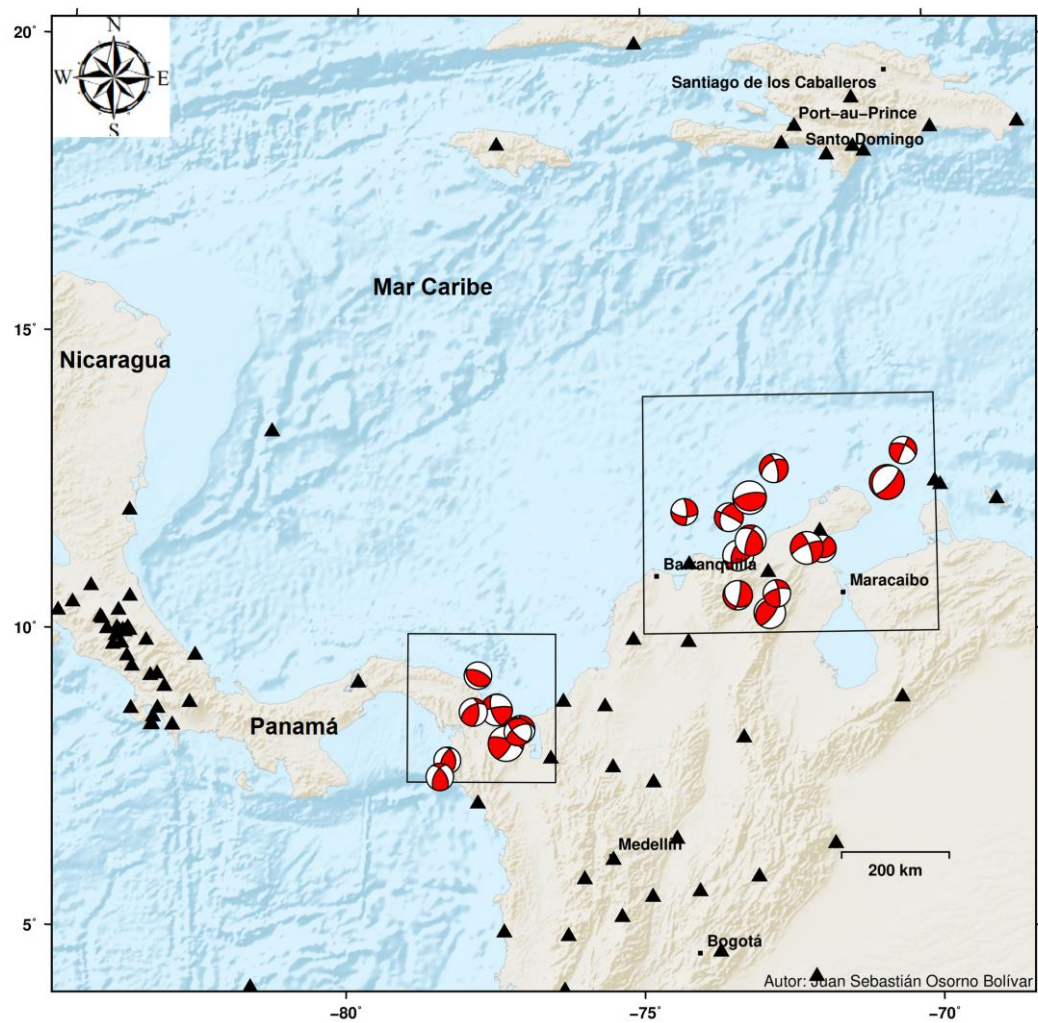 N
W E
S
20°
Santiago de los Caballeros
Port-au-Prince
Santo Domingo
Mar Caribe
15°
Nicaragua
Barranquilla
Maracaibo
10°
Panamá
Medellín
200 km
5°
Bogotá
Autor: Juan Sebastián Osorno Bolívar
-80° -75° -70°